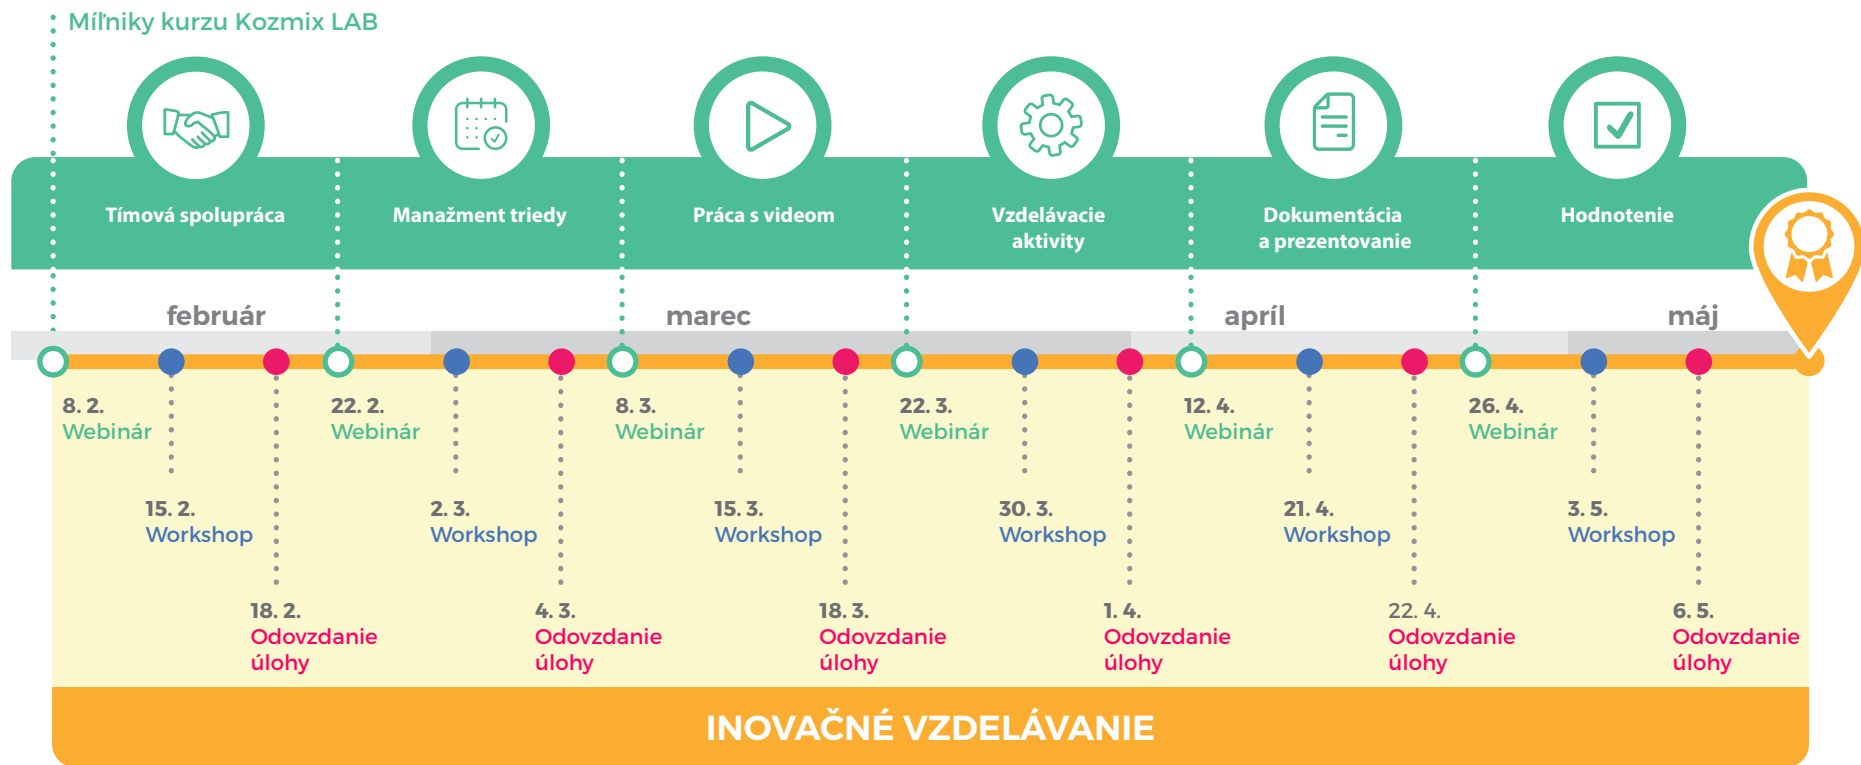 Míľniky kurzu Kozmix LAB
Tímová spolupráca
Manažment triedy
Práca s videom
Vzdelávacie
aktivity
Dokumentácia
a prezentovanie
Hodnotenie
február
marec
apríl
máj
8. 2.
Webinár
22. 2.
Webinár
8. 3.
Webinár
22. 3.
Webinár
12. 4.
Webinár
26. 4.
Webinár
15. 2.
Workshop
2. 3.
Workshop
15. 3.
Workshop
30. 3.
Workshop
21. 4.
Workshop
3. 5.
Workshop
18. 2.
Odovzdanie
úlohy
4. 3.
Odovzdanie
úlohy
18. 3.
Odovzdanie
úlohy
1. 4.
Odovzdanie
úlohy
22. 4.
Odovzdanie
úlohy
6. 5.
Odovzdanie
úlohy
INOVAČNÉ VZDELÁVANIE